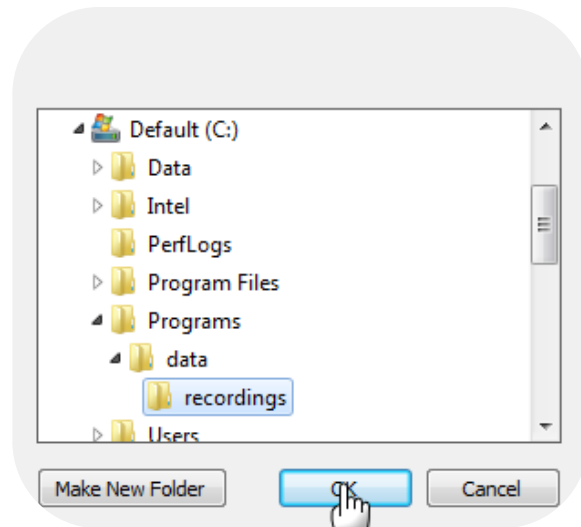 Default (C:)
Data
Intel
PerfLogs
Program Files
Programs
data
recordings
Users
Make New Folder OK Cancel